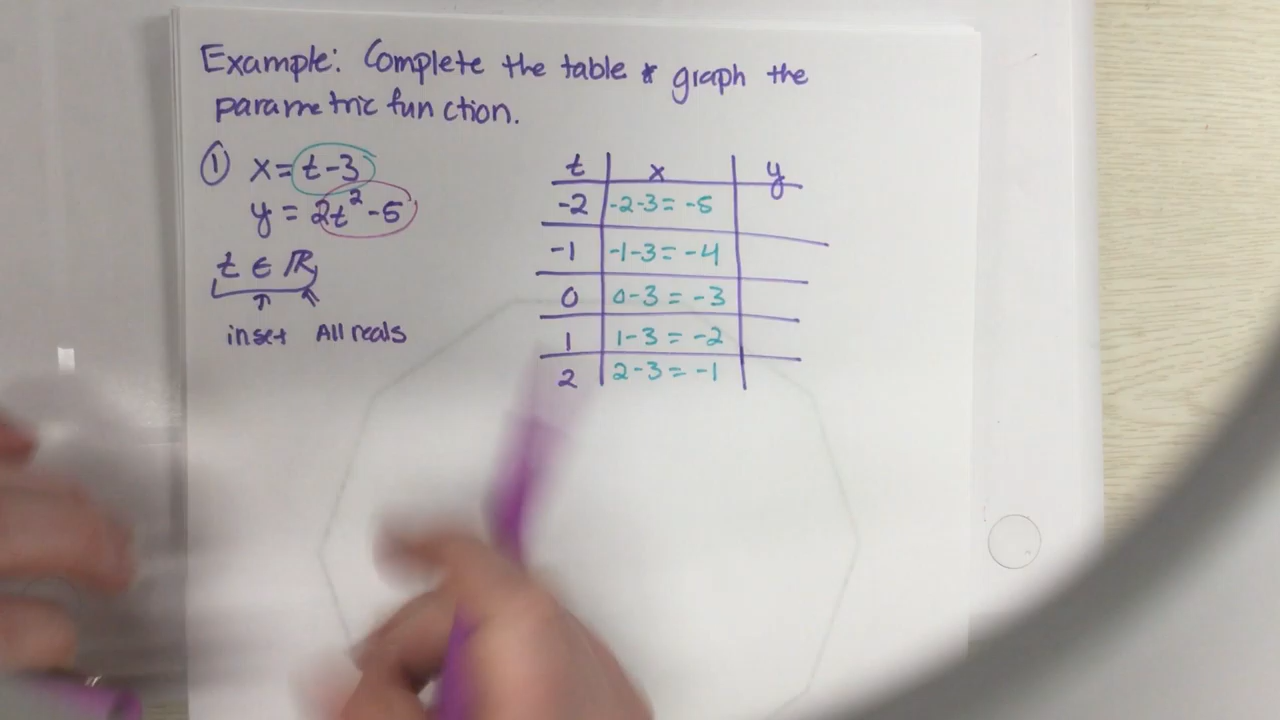 Example: Complete the table & graph the
parametric function.
① x = t-3
y = 2t²-5
t ∈ ℝ
↑ ↖
in set All reals
t x y
-2 -2-3 = -5
-1 -1-3 = -4
0 0-3 = -3
1 1-3 = -2
2 2-3 = -1